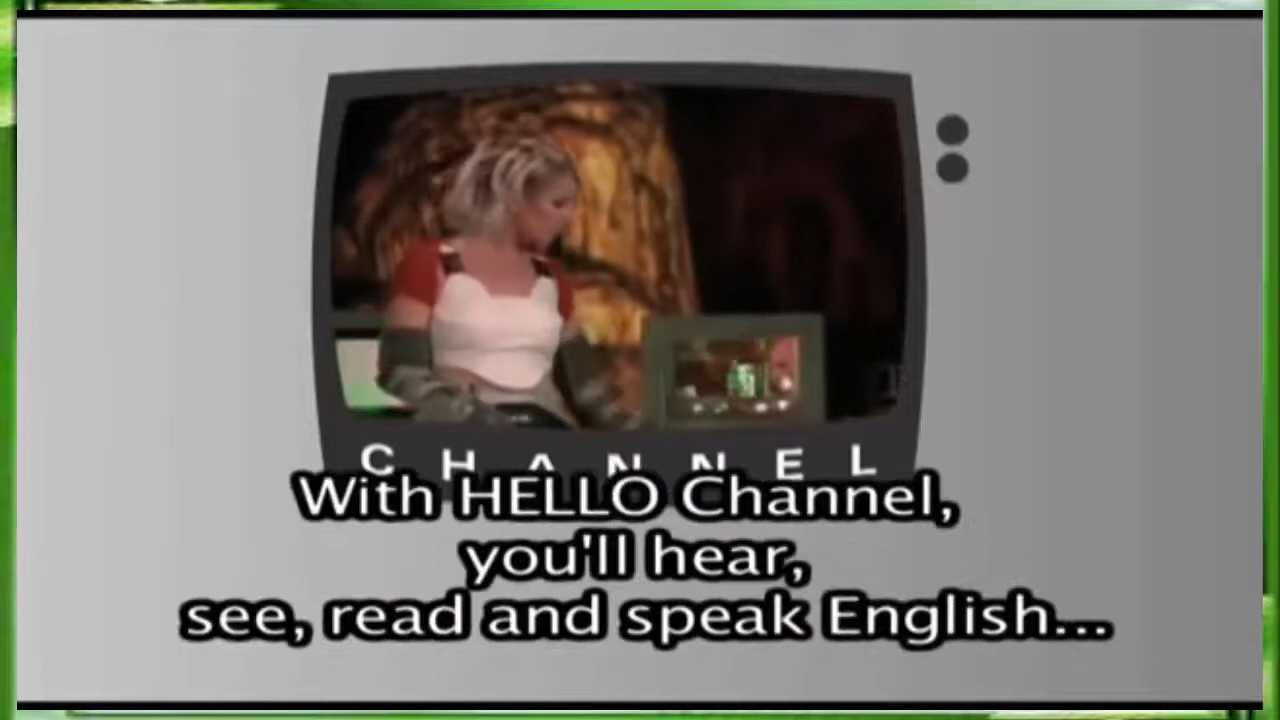 CHANNEL
With HELLO Channel,
you'll hear,
see, read and speak English...